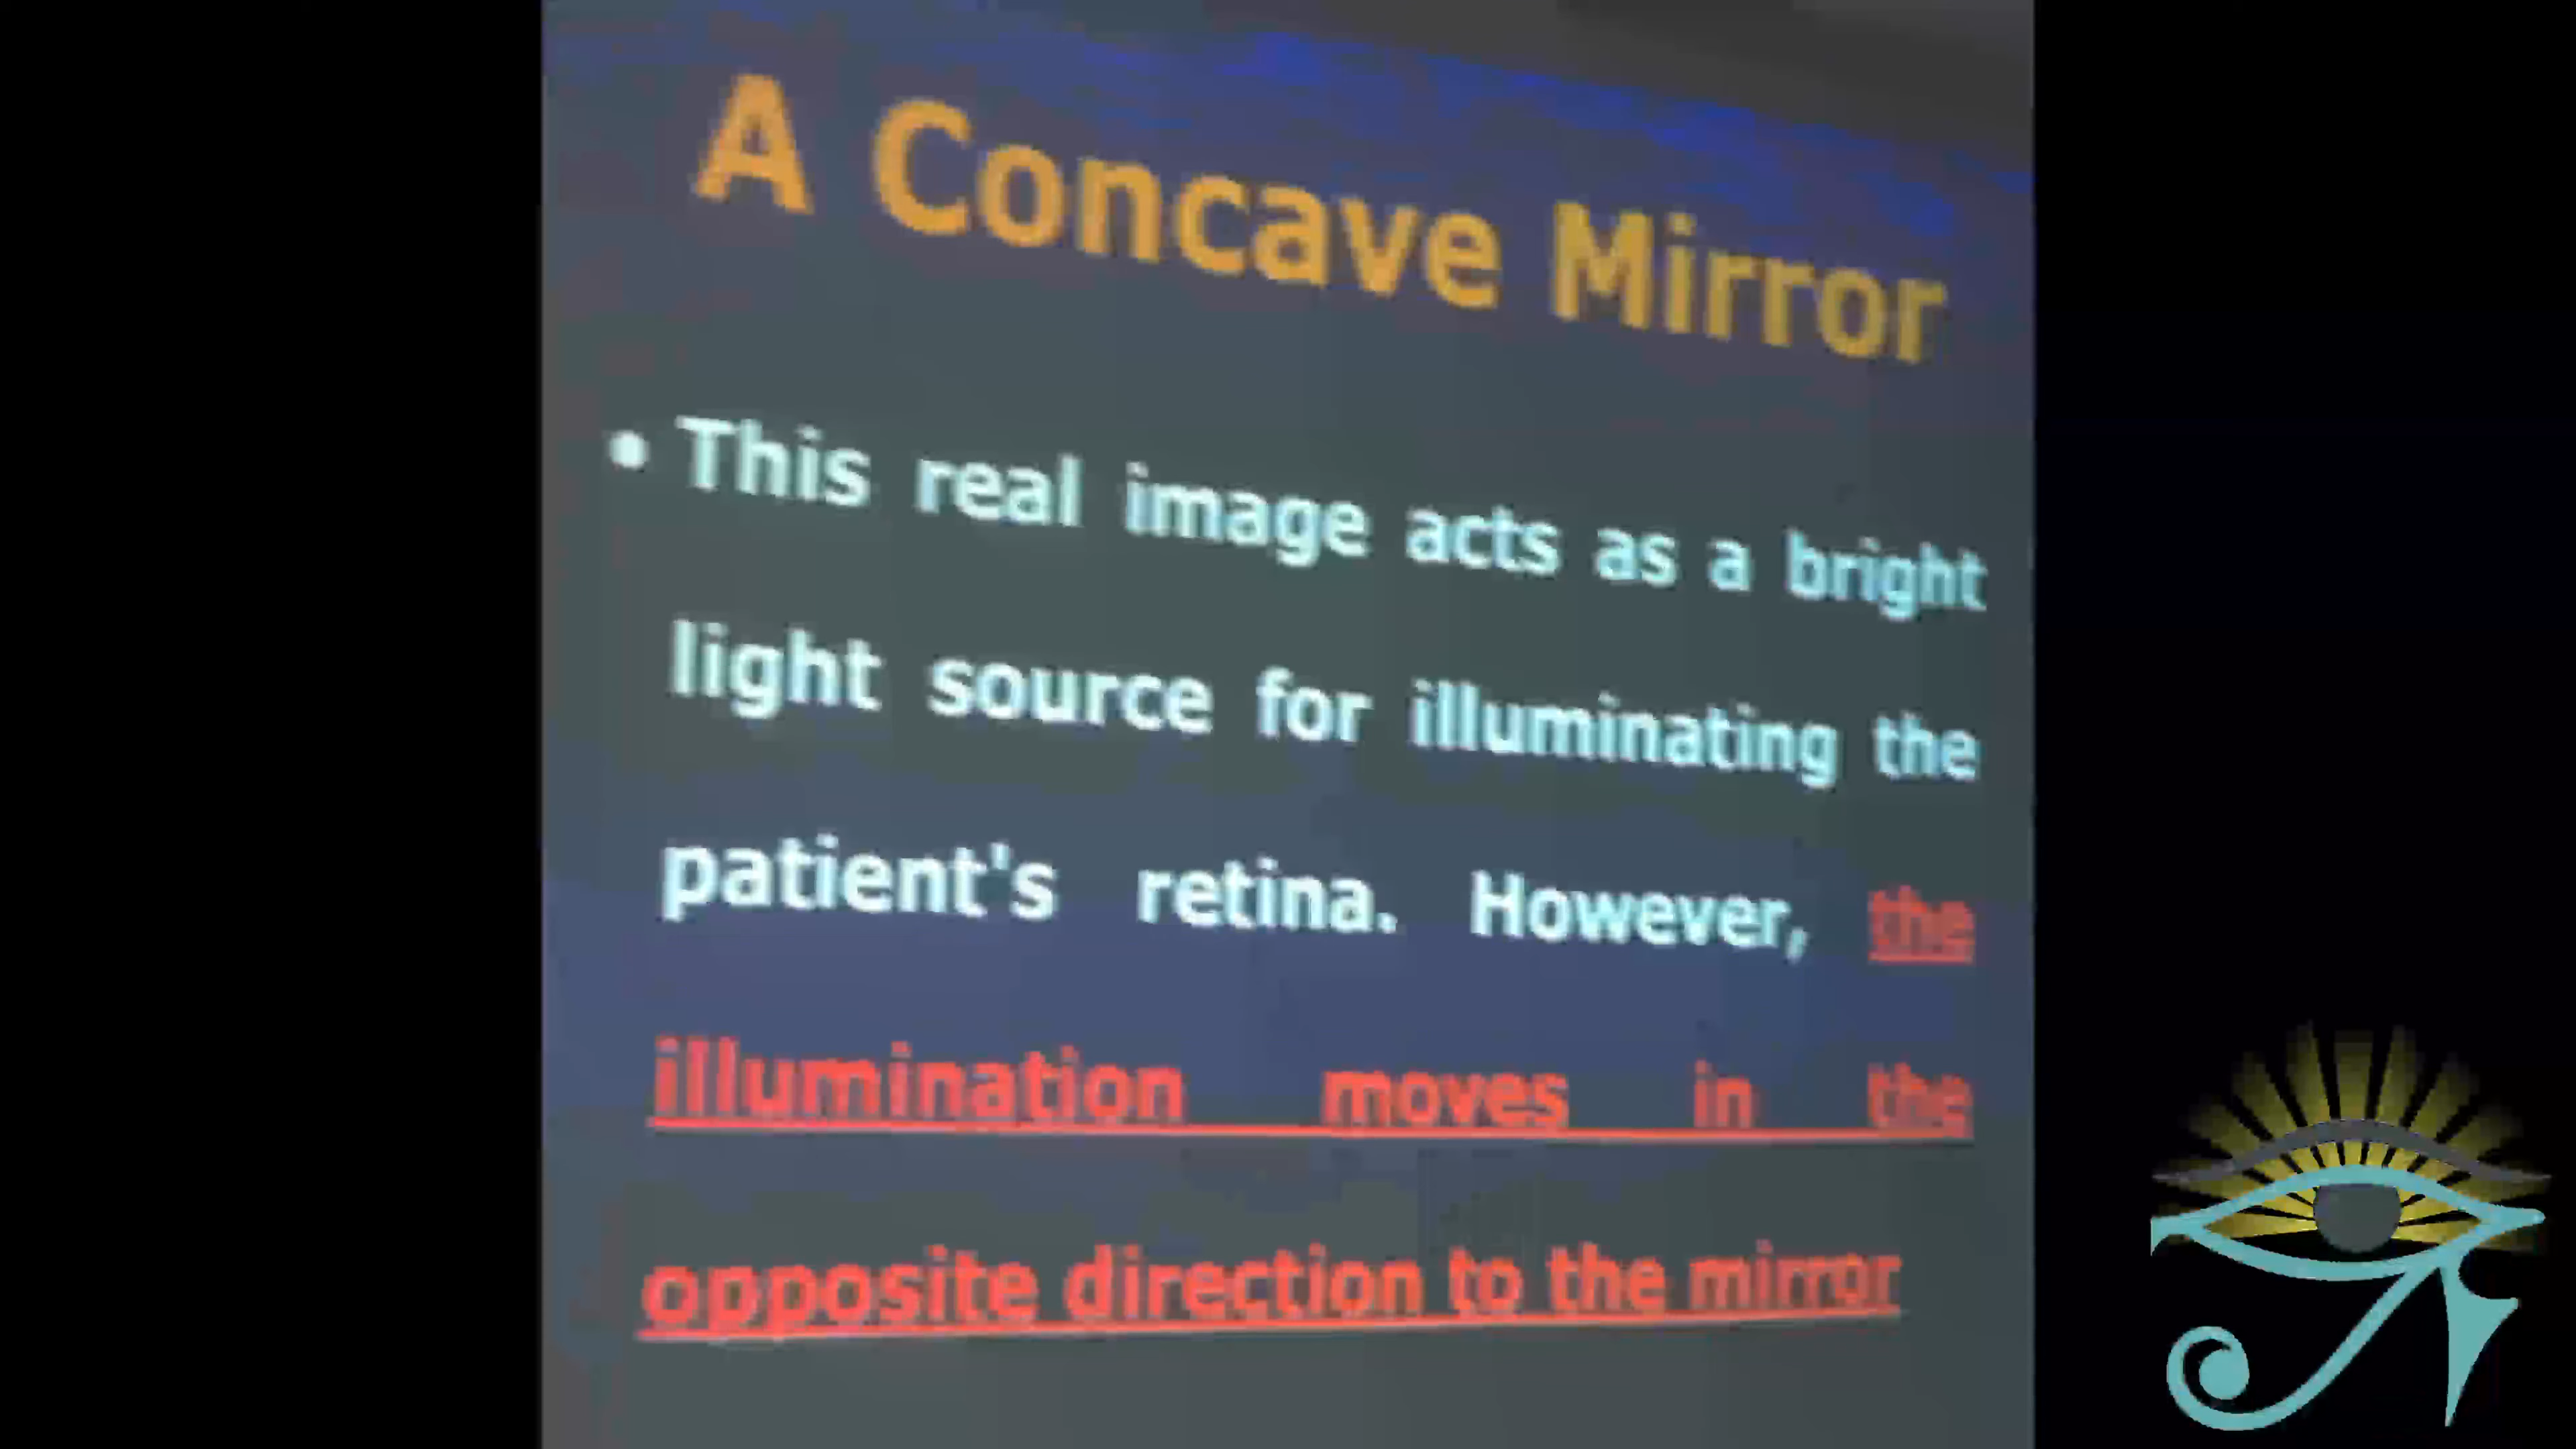 A Concave Mirror
• This real image acts as a bright
light source for illuminating the
patient's retina. However, the
illumination moves in the
opposite direction to the mirror